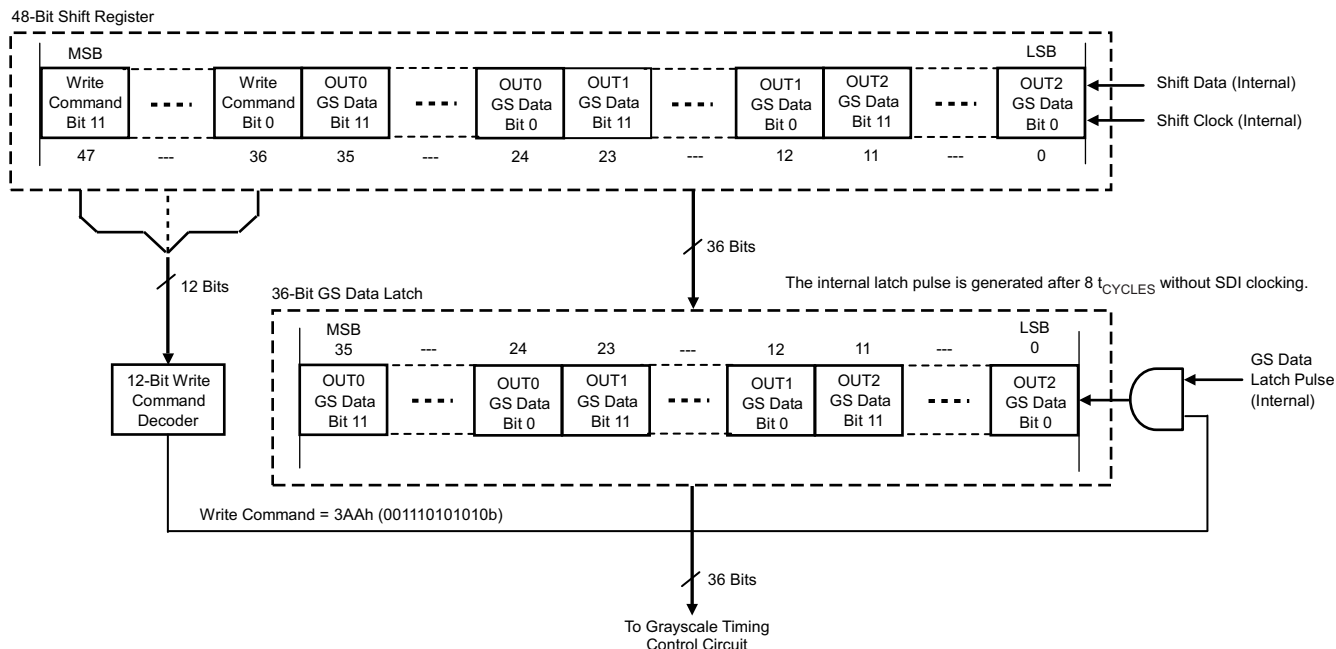 48-Bit Shift Register
MSB
LSB
Write Command Bit 11
Write Command Bit 0
OUT0 GS Data Bit 11
OUT0 GS Data Bit 0
OUT1 GS Data Bit 11
OUT1 GS Data Bit 0
OUT2 GS Data Bit 11
OUT2 GS Data Bit 0
Shift Data (Internal)
Shift Clock (Internal)
47 --- 36 35 --- 24 23 --- 12 11 --- 0
12 Bits
36 Bits
The internal latch pulse is generated after 8 tCYCLES without SDI clocking.
36-Bit GS Data Latch
MSB
LSB
35 --- 24 23 --- 12 11 --- 0
12-Bit Write Command Decoder
OUT0 GS Data Bit 11
OUT0 GS Data Bit 0
OUT1 GS Data Bit 11
OUT1 GS Data Bit 0
OUT2 GS Data Bit 11
OUT2 GS Data Bit 0
GS Data
Latch Pulse
(Internal)
Write Command = 3AAh (001110101010b)
36 Bits
To Grayscale Timing
Control Circuit